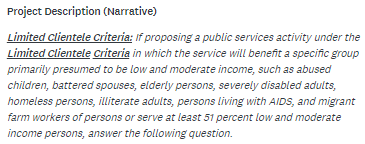 Project Description (Narrative)
Limited Clientele Criteria: If proposing a public services activity under the
Limited Clientele Criteria in which the service will benefit a specific group
primarily presumed to be low and moderate income, such as abused
children, battered spouses, elderly persons, severely disabled adults,
homeless persons, illiterate adults, persons living with AIDS, and migrant
farm workers of persons or serve at least 51 percent low and moderate
income persons, answer the following question.